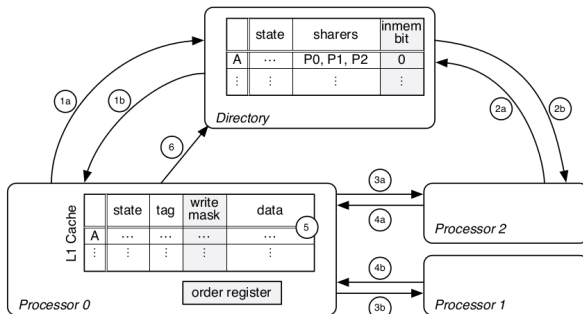 state sharers inmem bit
A ... P0, P1, P2 0
⋮ ⋮ ⋮
Directory
1a
1b
2a
2b
6
3a
4a
L1 Cache
state tag write mask data
A ... ... ... ...
⋮ ⋮ ⋮ ⋮ ⋮
5
order register
Processor 0
Processor 2
4b
3b
Processor 1